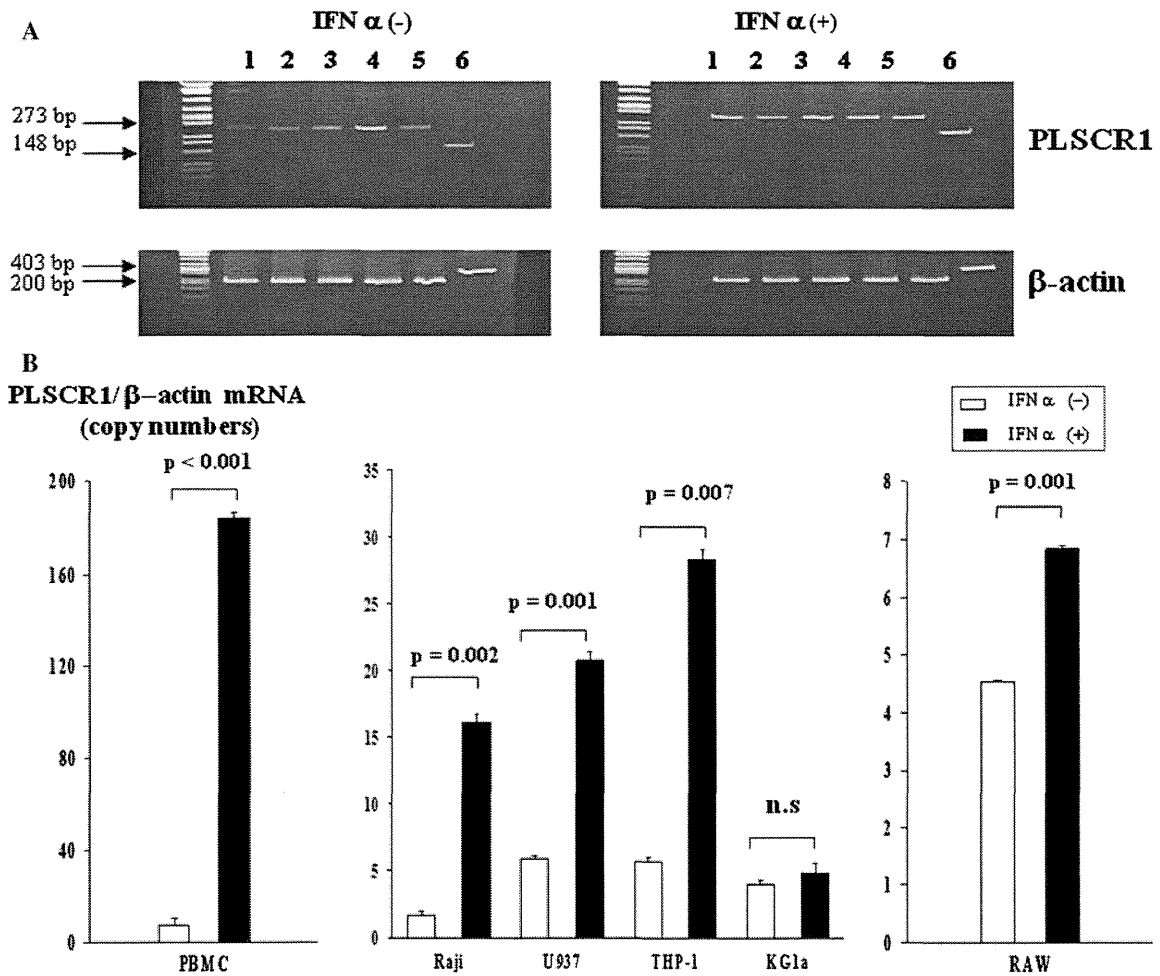 A
IFN α (-)
IFN α (+)
1 2 3 4 5 6
1 2 3 4 5 6
273 bp
148 bp
PLSCR1
403 bp
200 bp
β-actin
B
PLSCR1/β-actin mRNA
(copy numbers)
IFN α (-)
IFN α (+)
p < 0.001
200
160
120
80
40
0
PBMC
35
30
25
20
15
10
5
0
p = 0.002
p = 0.001
p = 0.007
n.s
Raji U937 THP-1 KG1a
8
7
6
5
4
3
2
1
0
p = 0.001
RAW